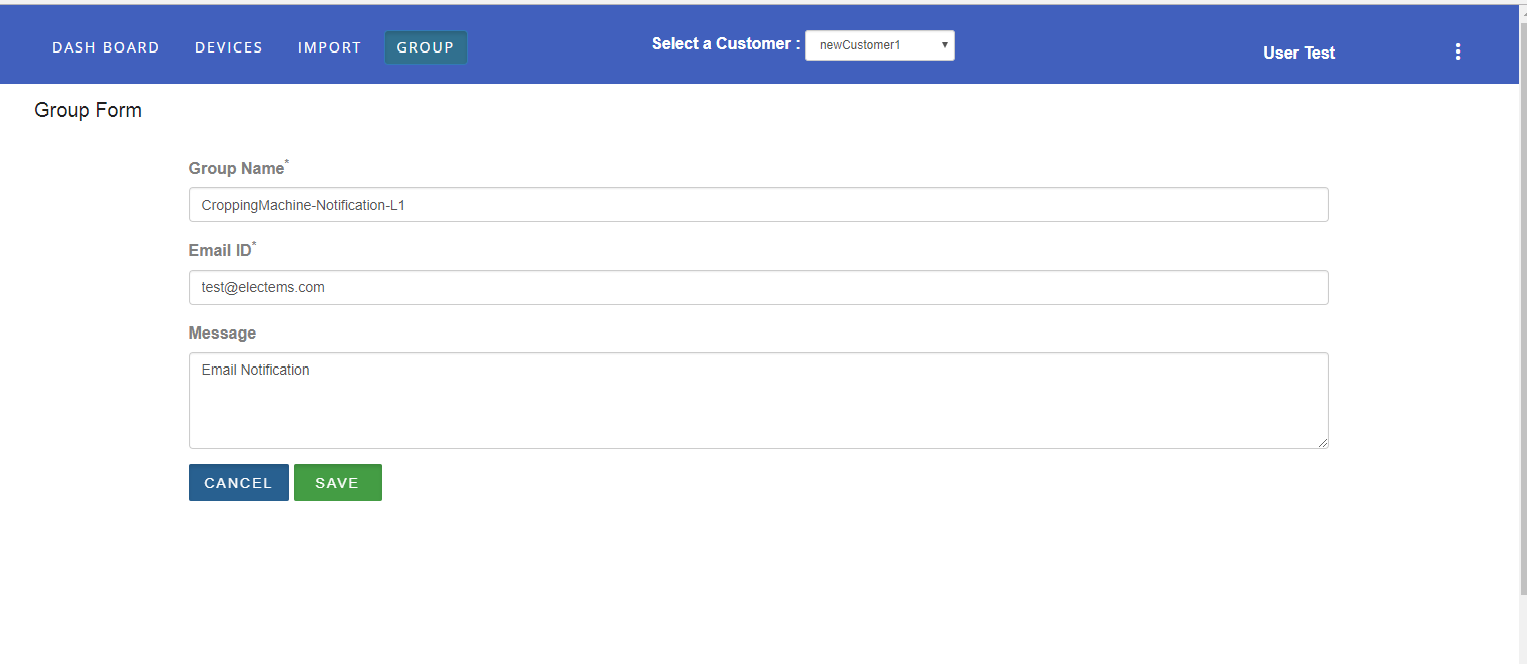 DASH BOARD DEVICES IMPORT GROUP Select a Customer : newCustomer1 User Test
Group Form
Group Name*
CroppingMachine-Notification-L1
Email ID*
test@electems.com
Message
Email Notification
CANCEL SAVE